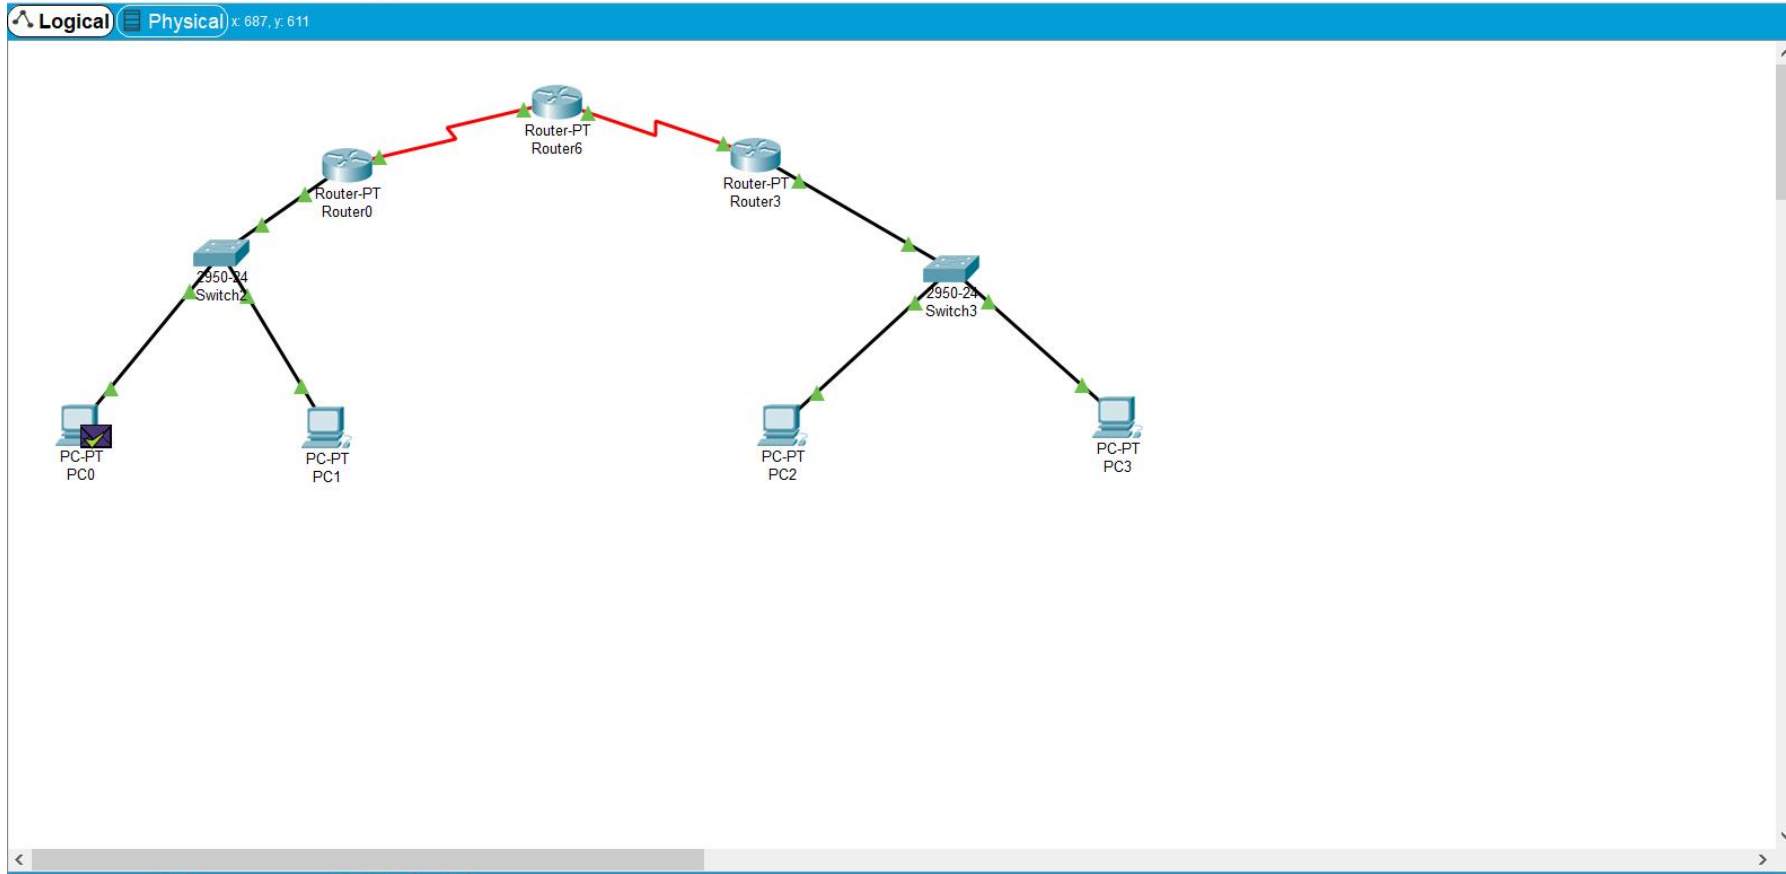 Logical Physical x: 687, y: 611
Router-PT
Router6
Router-PT
Router0
Router-PT
Router3
2950-24
Switch2
2950-24
Switch3
PC-PT
PC0
PC-PT
PC1
PC-PT
PC2
PC-PT
PC3